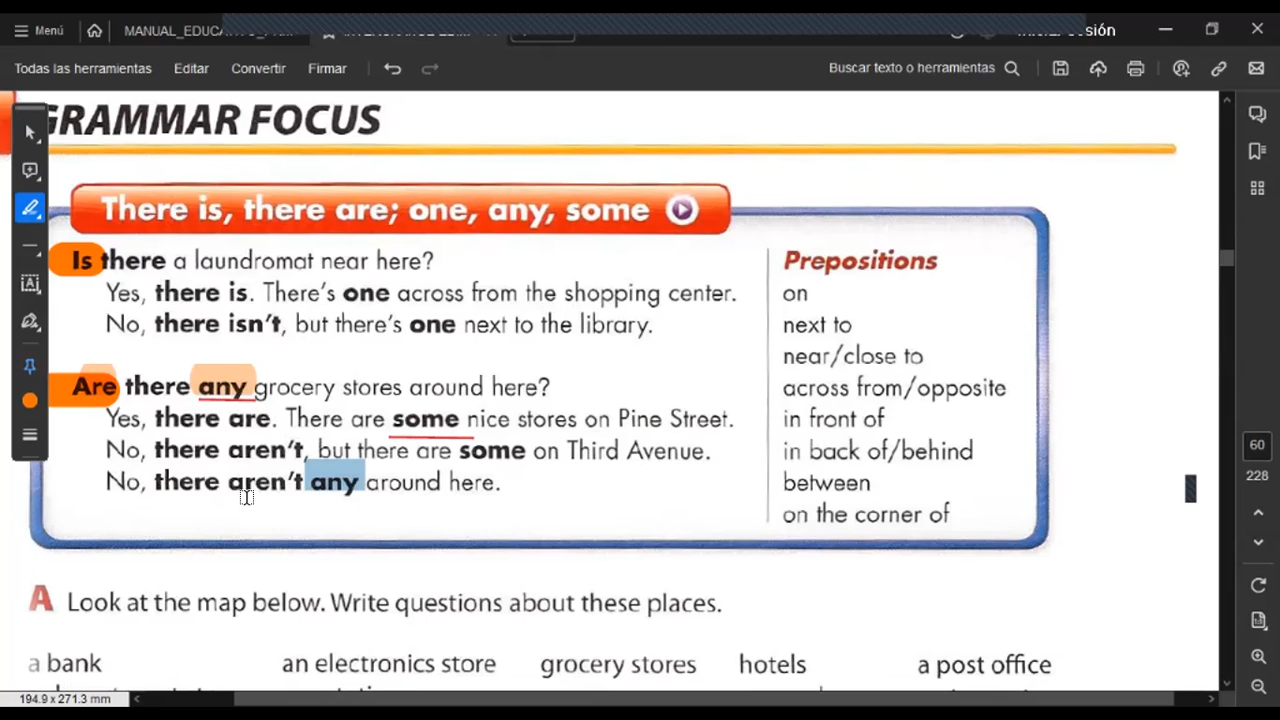 Menú
Todas las herramientas Editar Convertir Firmar Buscar texto o herramientas
GRAMMAR FOCUS
There is, there are; one, any, some
Is there a laundromat near here?
Yes, there is. There's one across from the shopping center.
No, there isn't, but there's one next to the library.
Are there any grocery stores around here?
Yes, there are. There are some nice stores on Pine Street.
No, there aren't, but there are some on Third Avenue.
No, there aren't any around here.
Prepositions
on
next to
near/close to
across from/opposite
in front of
in back of/behind
between
on the corner of
60
228
A Look at the map below. Write questions about these places.
a bank an electronics store grocery stores hotels a post office
194.9 x 271.3 mm